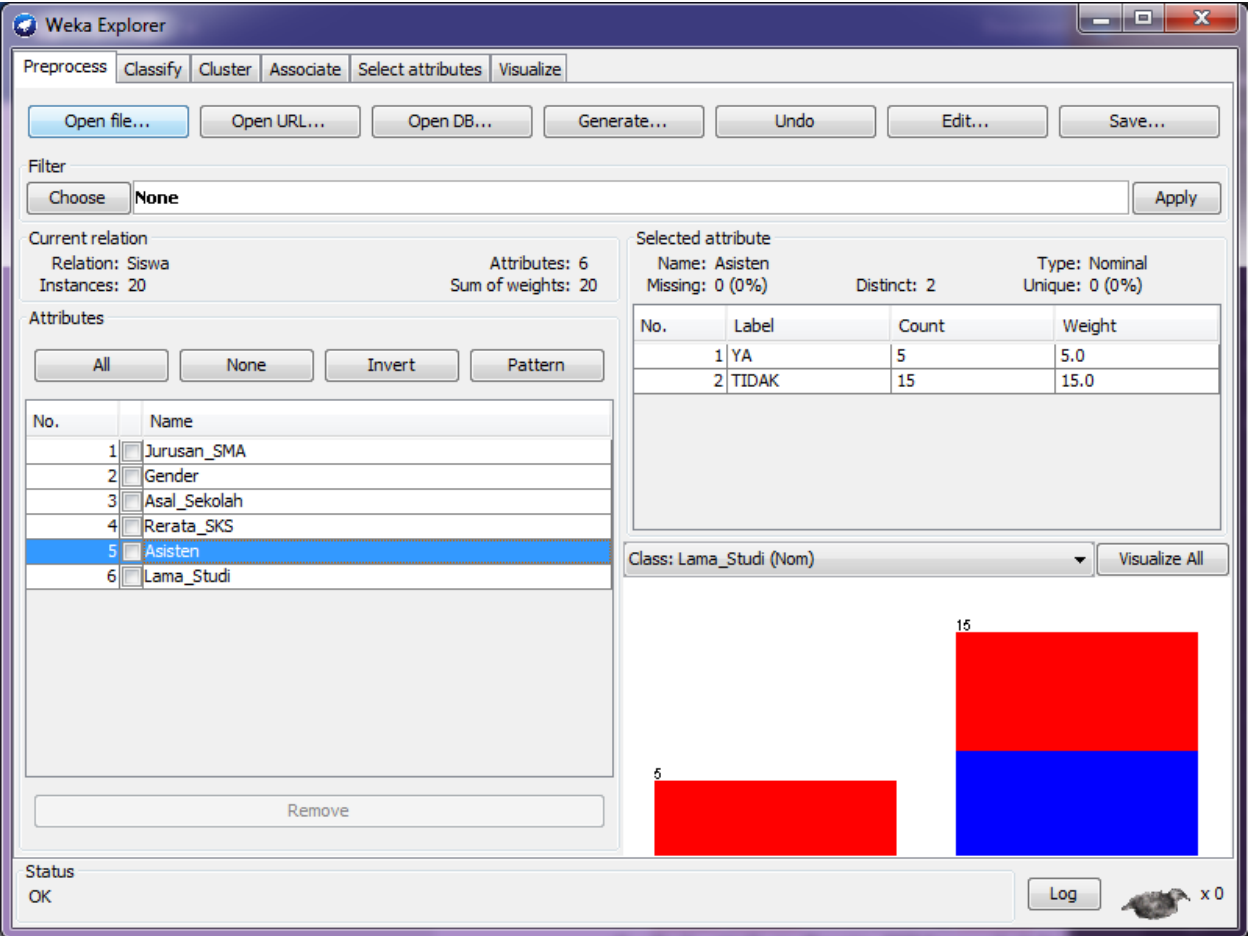 Weka Explorer
Preprocess Classify Cluster Associate Select attributes Visualize
Open file... Open URL... Open DB... Generate... Undo Edit... Save...
Filter
Choose None Apply
Current relation
Relation: Siswa Attributes: 6
Instances: 20 Sum of weights: 20
Attributes
All None Invert Pattern
No. Name
1 Jurusan_SMA
2 Gender
3 Asal_Sekolah
4 Rerata_SKS
5 Asisten
6 Lama_Studi
Remove
Selected attribute
Name: Asisten Type: Nominal
Missing: 0 (0%) Distinct: 2 Unique: 0 (0%)
No. Label Count Weight
1 YA 5 5.0
2 TIDAK 15 15.0
Class: Lama_Studi (Nom) Visualize All
15
5
Status
OK
Log x 0